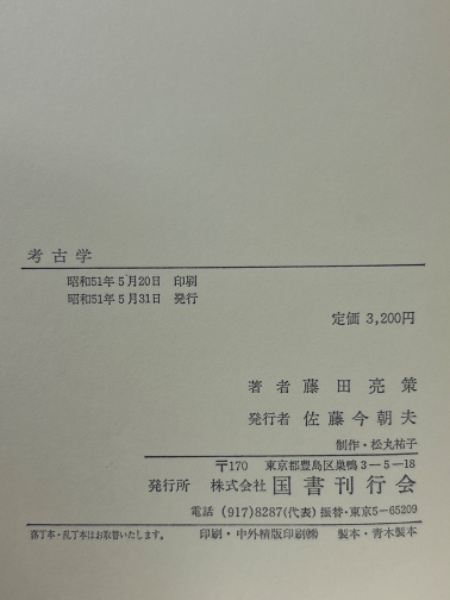 考古学
昭和51年5月20日 印刷
昭和51年5月31日 発行
定価 3,200円
著者 藤田亮策
発行者 佐藤今朝夫
制作・松丸祐子
〒170 東京都豊島区巣鴨3-5-18
発行所 株式会社 国書刊行会
電話 (917)8287(代表) 振替・東京5-65209
落丁本・乱丁本はお取替いたします。 印刷・中外精版印刷㈱ 製本・青木製本